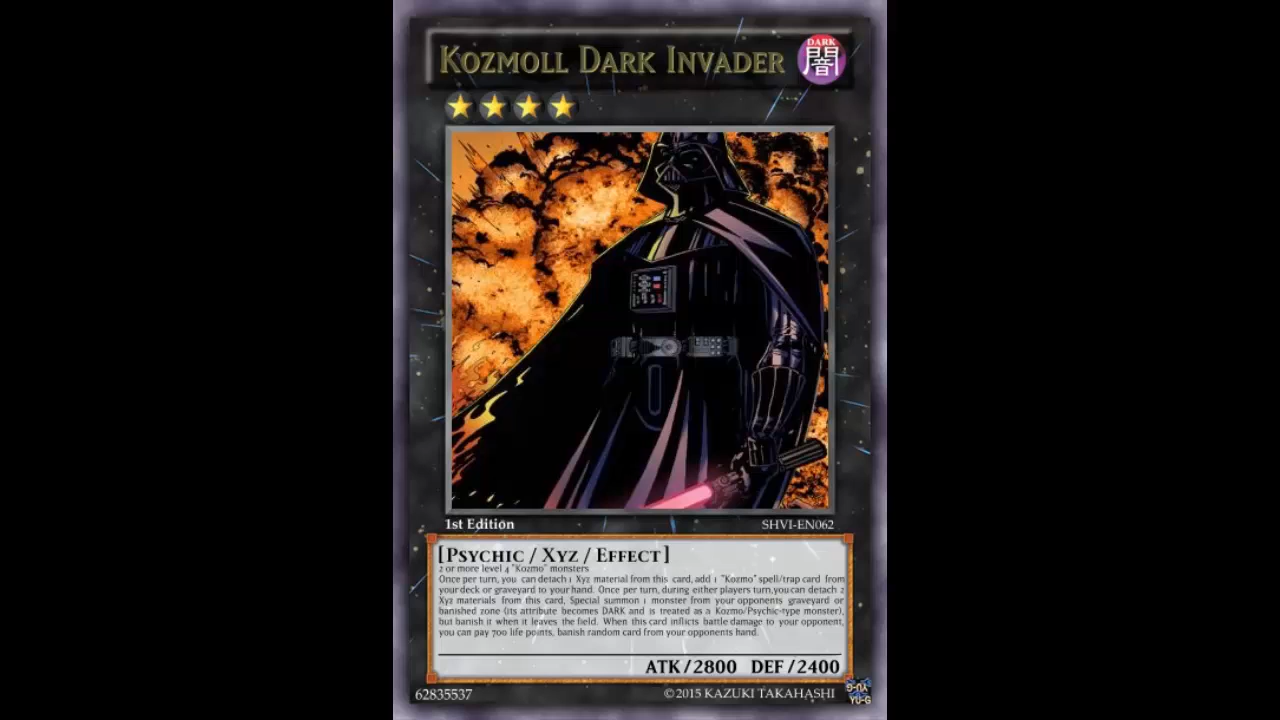 KOZMOLL DARK INVADER
DARK
闇
1st Edition
SHVI-EN062
[PSYCHIC / XYZ / EFFECT]
2 or more level 4 "Kozmo" monsters
Once per turn, you can detach 1 Xyz material from this card, add 1 "Kozmo" spell/trap card from
your deck or graveyard to your hand. Once per turn, during either players turn,you can detach 2
Xyz materials from this card, Special summon 1 monster from your opponents graveyard or
banished zone (its attribute becomes DARK and is treated as a Kozmo/Psychic-type monster),
but banish it when it leaves the field. When this card inflicts battle damage to your opponent,
you can pay 700 life points, banish random card from your opponents hand.
ATK/2800 DEF/2400
62835537
©2015 KAZUKI TAKAHASHI